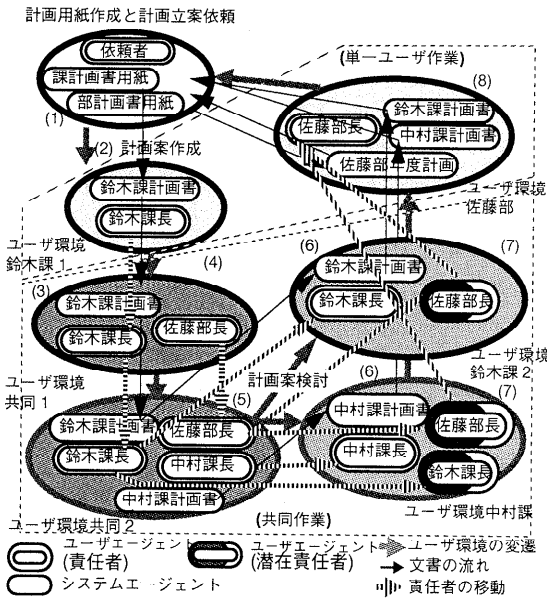 計画用紙作成と計画立案依頼
依頼者
課計画書用紙
部計画書用紙
(1)
(単一ユーザ作業)
(8)
鈴木課計画書
佐藤部長
中村課計画書
佐藤部年度計画
(2)
計画案作成
鈴木課計画書
鈴木課長
ユーザ環境
佐藤部
ユーザ環境
鈴木課1
(4)
(3)
鈴木課計画書
鈴木課長
佐藤部長
(6)
(7)
鈴木課計画書
鈴木課長
佐藤部長
ユーザ環境
鈴木課2
ユーザ環境
共同1
計画案検討
(5)
(6)
(7)
鈴木課計画書
佐藤部長
鈴木課長
中村課長
中村課計画書
中村課計画書
佐藤部長
中村課長
鈴木課長
ユーザ環境中村課
ユーザ環境共同2
(共同作業)
ユーザエージェント
(責任者)
ユーザエージェント
(潜在責任者)
ユーザ環境の変遷
文書の流れ
システムエージェント
責任者の移動